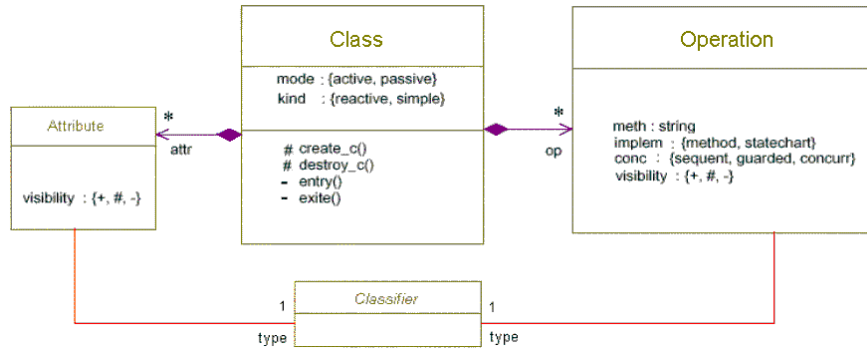 Class
mode : {active, passive}
kind : {reactive, simple}
# create_c()
# destroy_c()
- entry()
- exite()
Operation
meth : string
implem : {method, statechart}
conc : {sequent, guarded, concurr}
visibility : {+, #, -}
Attribute
visibility : {+, #, -}
*
attr
*
op
Classifier
1
type
1
type